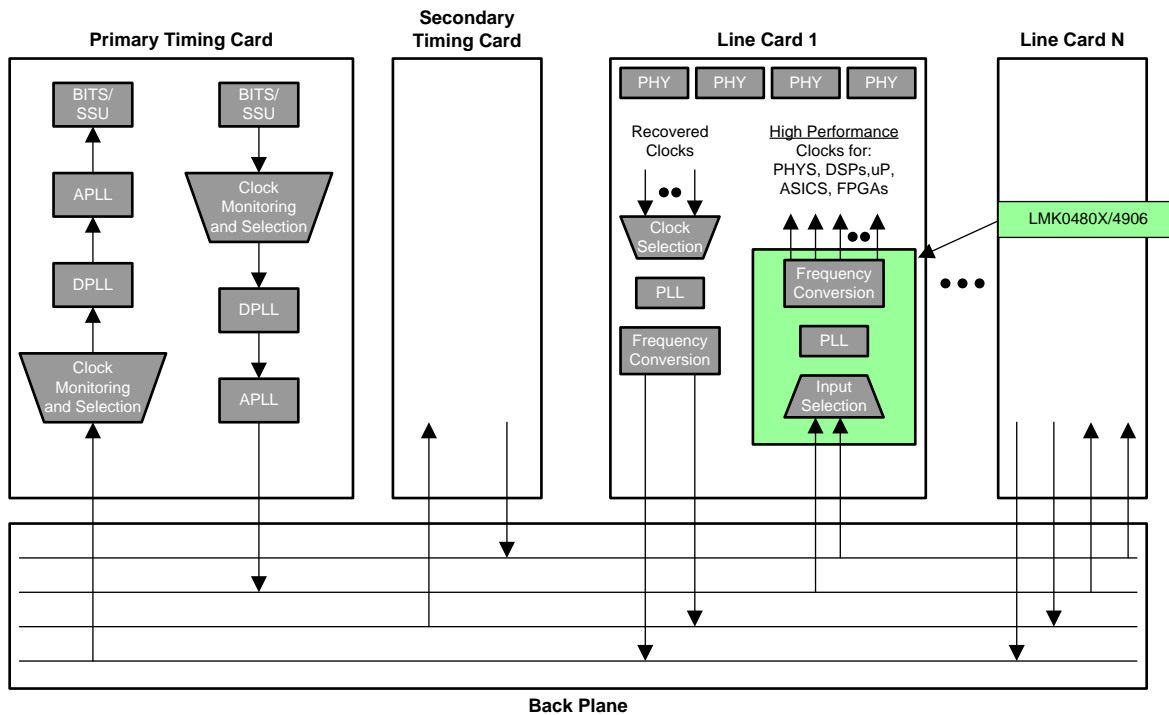 Primary Timing Card
Secondary
Timing Card
Line Card 1
Line Card N
BITS/
SSU
APLL
DPLL
Clock
Monitoring
and Selection
BITS/
SSU
Clock
Monitoring
and Selection
DPLL
APLL
PHY
PHY
PHY
PHY
Recovered
Clocks
Clock
Selection
PLL
Frequency
Conversion
High Performance
Clocks for:
PHYS, DSPs,uP,
ASICS, FPGAs
Frequency
Conversion
PLL
Input
Selection
LMK0480X/4906
Back Plane